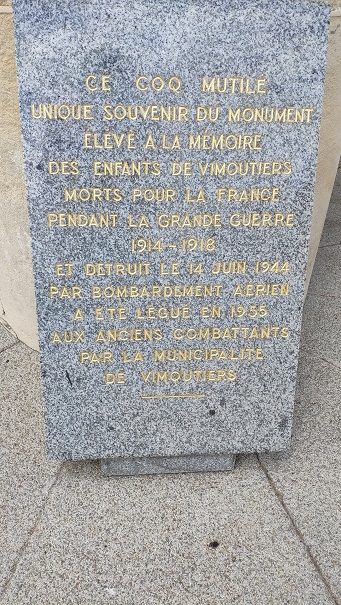 CE COQ MUTILÉ
UNIQUE SOUVENIR DU MONUMENT
ÉLEVÉ A LA MÉMOIRE
DES ENFANTS DE VIMOUTIERS
MORTS POUR LA FRANCE
PENDANT LA GRANDE GUERRE
1914-1918
ET DÉTRUIT LE 14 JUIN 1944
PAR BOMBARDEMENT AÉRIEN
A ÉTÉ LÉGUÉ EN 1955
AUX ANCIENS COMBATTANTS
PAR LA MUNICIPALITÉ
DE VIMOUTIERS